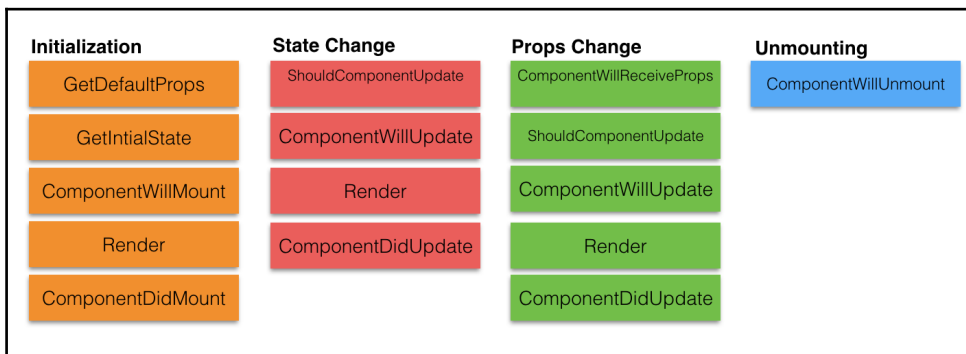 Initialization
GetDefaultProps
GetIntialState
ComponentWillMount
Render
ComponentDidMount
State Change
ShouldComponentUpdate
ComponentWillUpdate
Render
ComponentDidUpdate
Props Change
ComponentWillReceiveProps
ShouldComponentUpdate
ComponentWillUpdate
Render
ComponentDidUpdate
Unmounting
ComponentWillUnmount